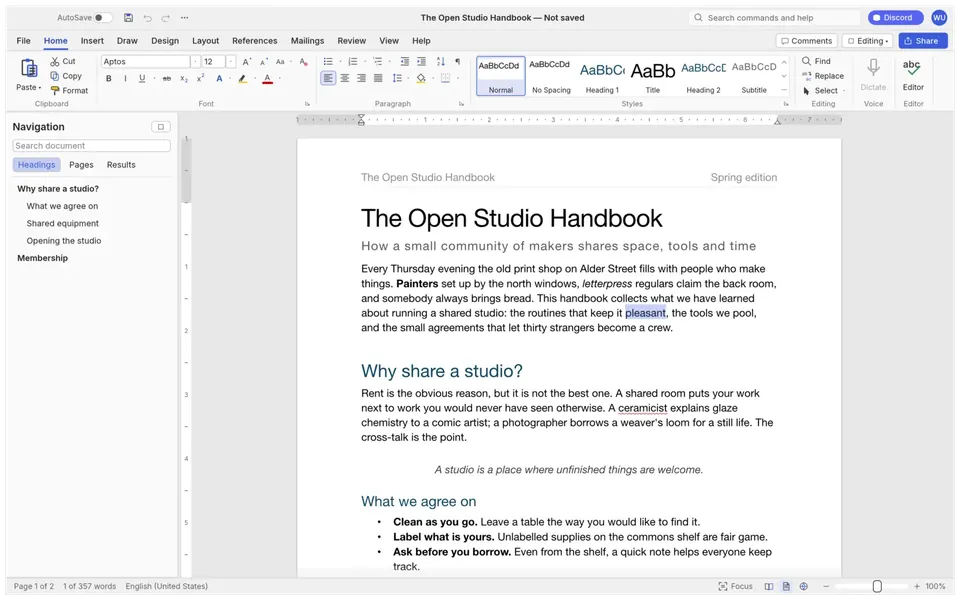 AutoSave
The Open Studio Handbook — Not saved
Search commands and help
Discord
WU
File Home Insert Draw Design Layout References Mailings Review View Help
Comments
Editing
Share
Paste
Cut
Copy
Format
Clipboard
Aptos 12
Font
Paragraph
AaBbCcDd
Normal
AaBbCcDd
No Spacing
AaBbCc
Heading 1
AaBb
Title
AaBbCcD
Heading 2
AaBbCcD
Subtitle
Styles
Find
Replace
Select
Editing
Dictate
Voice
abc
Editor
Editor
Navigation
Search document
Headings Pages Results
Why share a studio?
What we agree on
Shared equipment
Opening the studio
Membership
The Open Studio Handbook Spring edition
The Open Studio Handbook
How a small community of makers shares space, tools and time
Every Thursday evening the old print shop on Alder Street fills with people who make
things. Painters set up by the north windows, letterpress regulars claim the back room,
and somebody always brings bread. This handbook collects what we have learned
about running a shared studio: the routines that keep it pleasant, the tools we pool,
and the small agreements that let thirty strangers become a crew.
Why share a studio?
Rent is the obvious reason, but it is not the best one. A shared room puts your work
next to work you would never have seen otherwise. A ceramicist explains glaze
chemistry to a comic artist; a photographer borrows a weaver's loom for a still life. The
cross-talk is the point.
A studio is a place where unfinished things are welcome.
What we agree on
• Clean as you go. Leave a table the way you would like to find it.
• Label what is yours. Unlabelled supplies on the commons shelf are fair game.
• Ask before you borrow. Even from the shelf, a quick note helps everyone keep
track.
Page 1 of 2 1 of 357 words English (United States)
Focus
100%